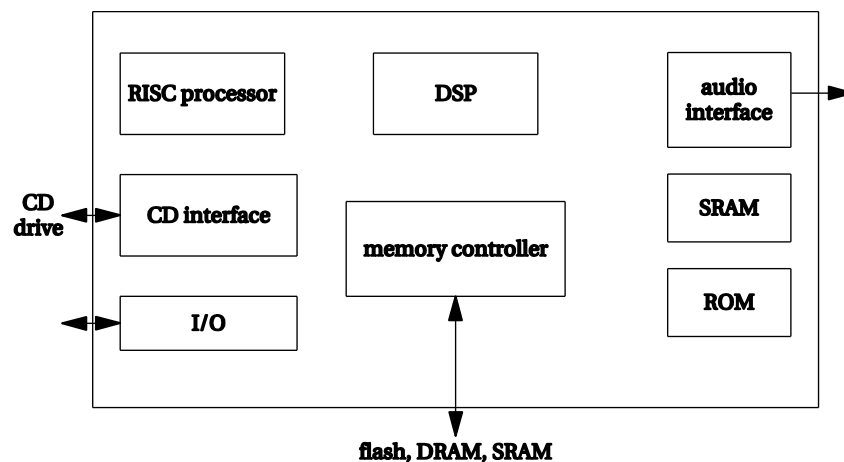 RISC processor
DSP
audio
interface
CD
drive
CD interface
memory controller
SRAM
I/O
ROM
flash, DRAM, SRAM